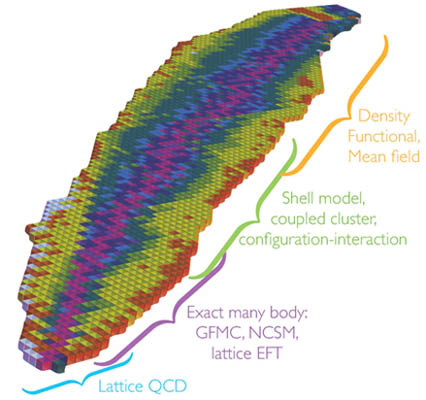 Density
Functional,
Mean field
Shell model,
coupled cluster,
configuration-interaction
Exact many body:
GFMC, NCSM,
lattice EFT
Lattice QCD